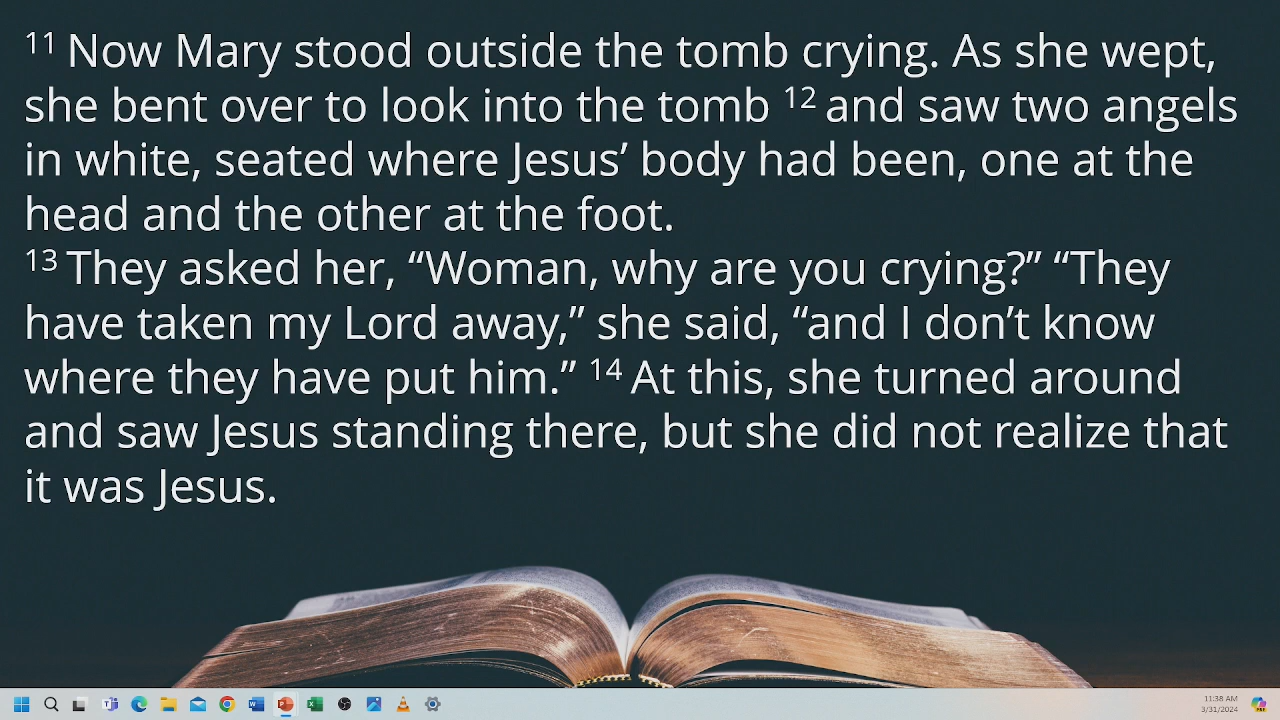 11 Now Mary stood outside the tomb crying. As she wept,
she bent over to look into the tomb 12 and saw two angels
in white, seated where Jesus’ body had been, one at the
head and the other at the foot.
13 They asked her, “Woman, why are you crying?” “They
have taken my Lord away,” she said, “and I don’t know
where they have put him.” 14 At this, she turned around
and saw Jesus standing there, but she did not realize that
it was Jesus.
11:38 AM
3/31/2024